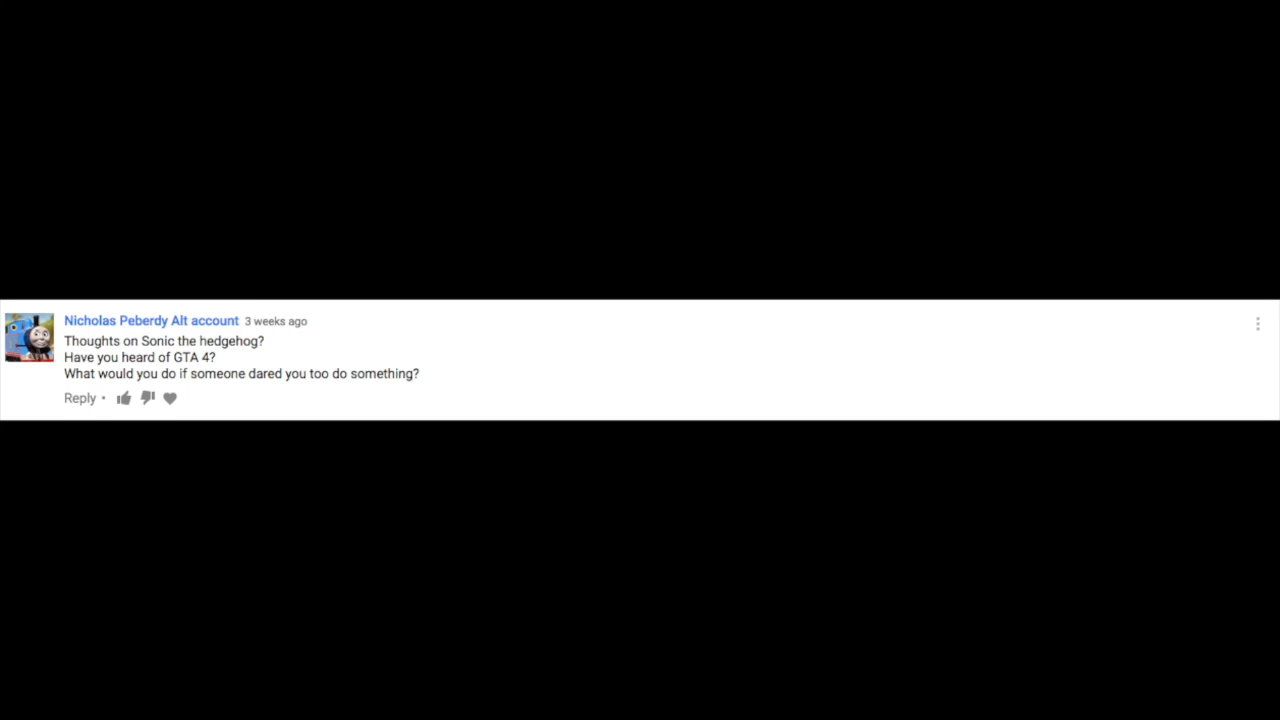 Nicholas Peberdy Alt account 3 weeks ago
Thoughts on Sonic the hedgehog?
Have you heard of GTA 4?
What would you do if someone dared you too do something?
Reply •